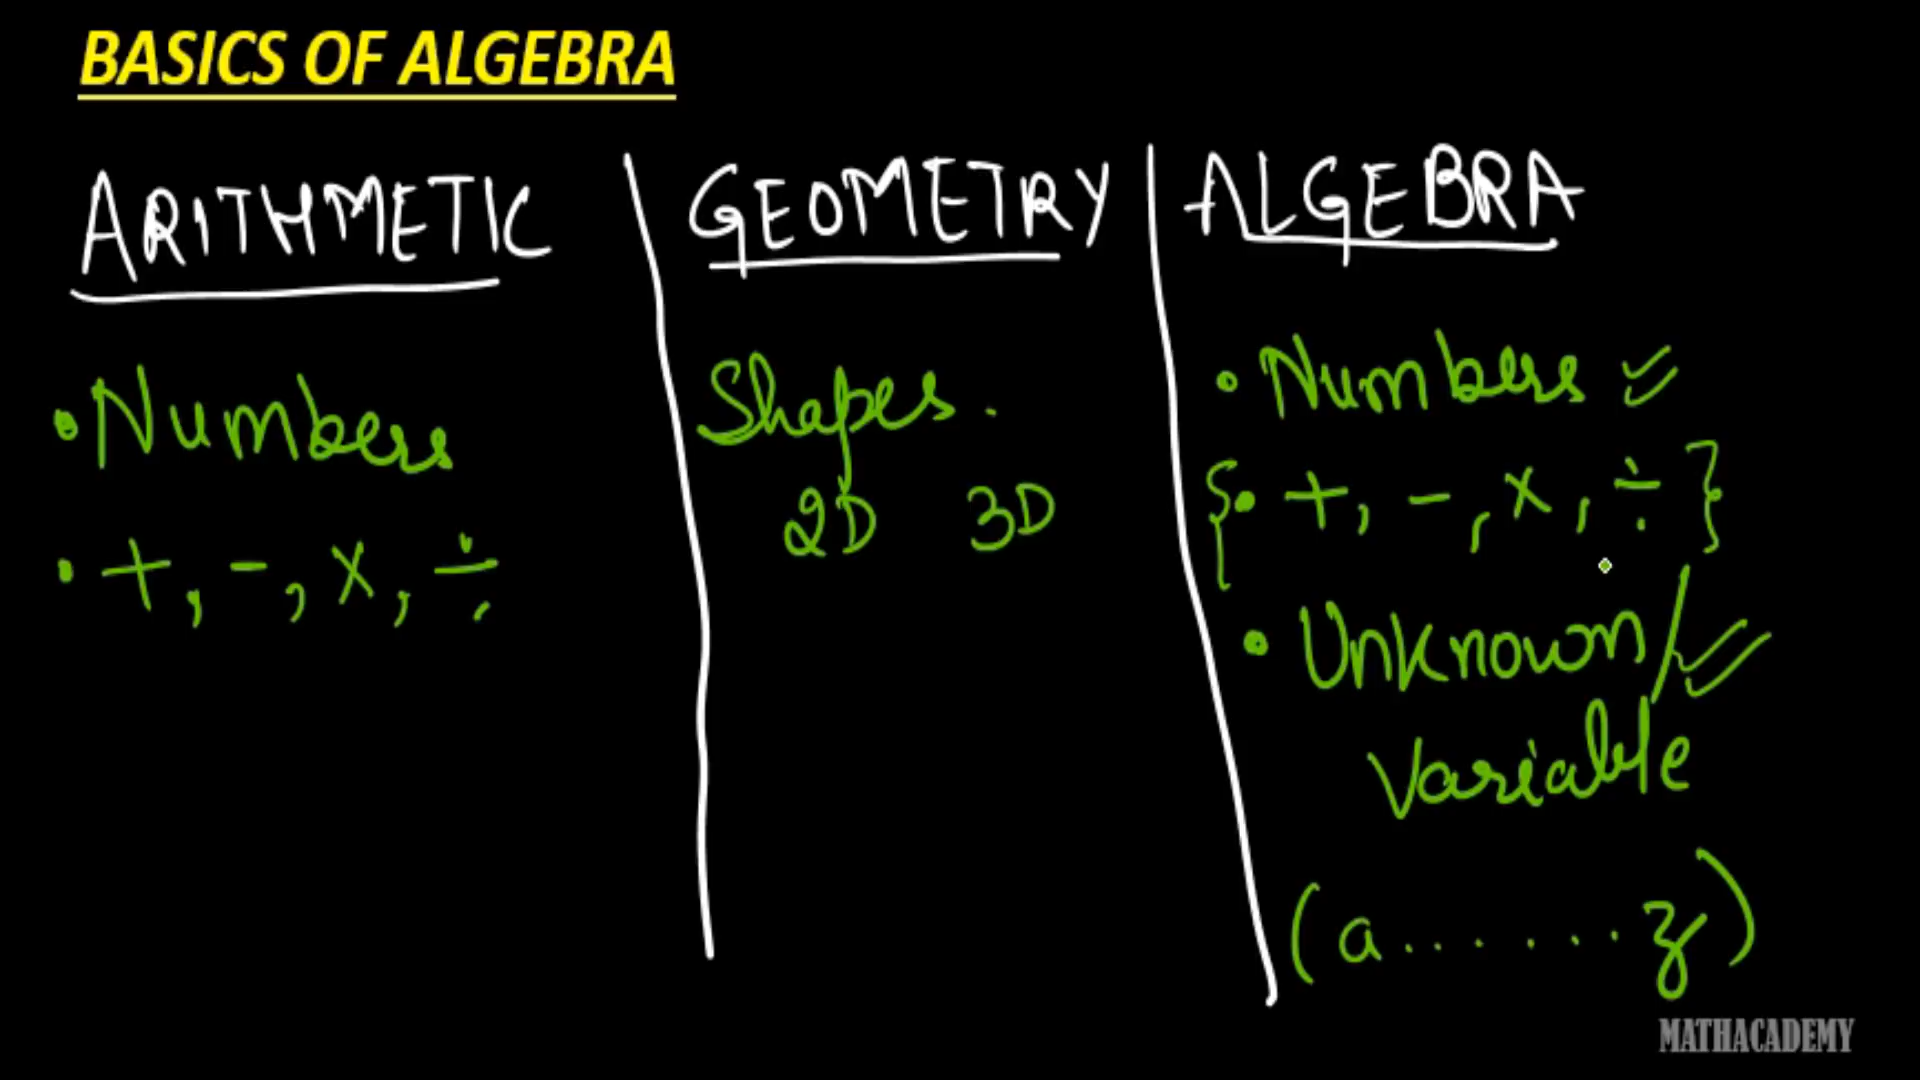 BASICS OF ALGEBRA
ARITHMETIC
• Numbers
• +, -, x, ÷
GEOMETRY
Shapes.
2D 3D
ALGEBRA
• Numbers
{• +, -, x, ÷ }
• Unknown/
Variable
(a......z)
MATHACADEMY